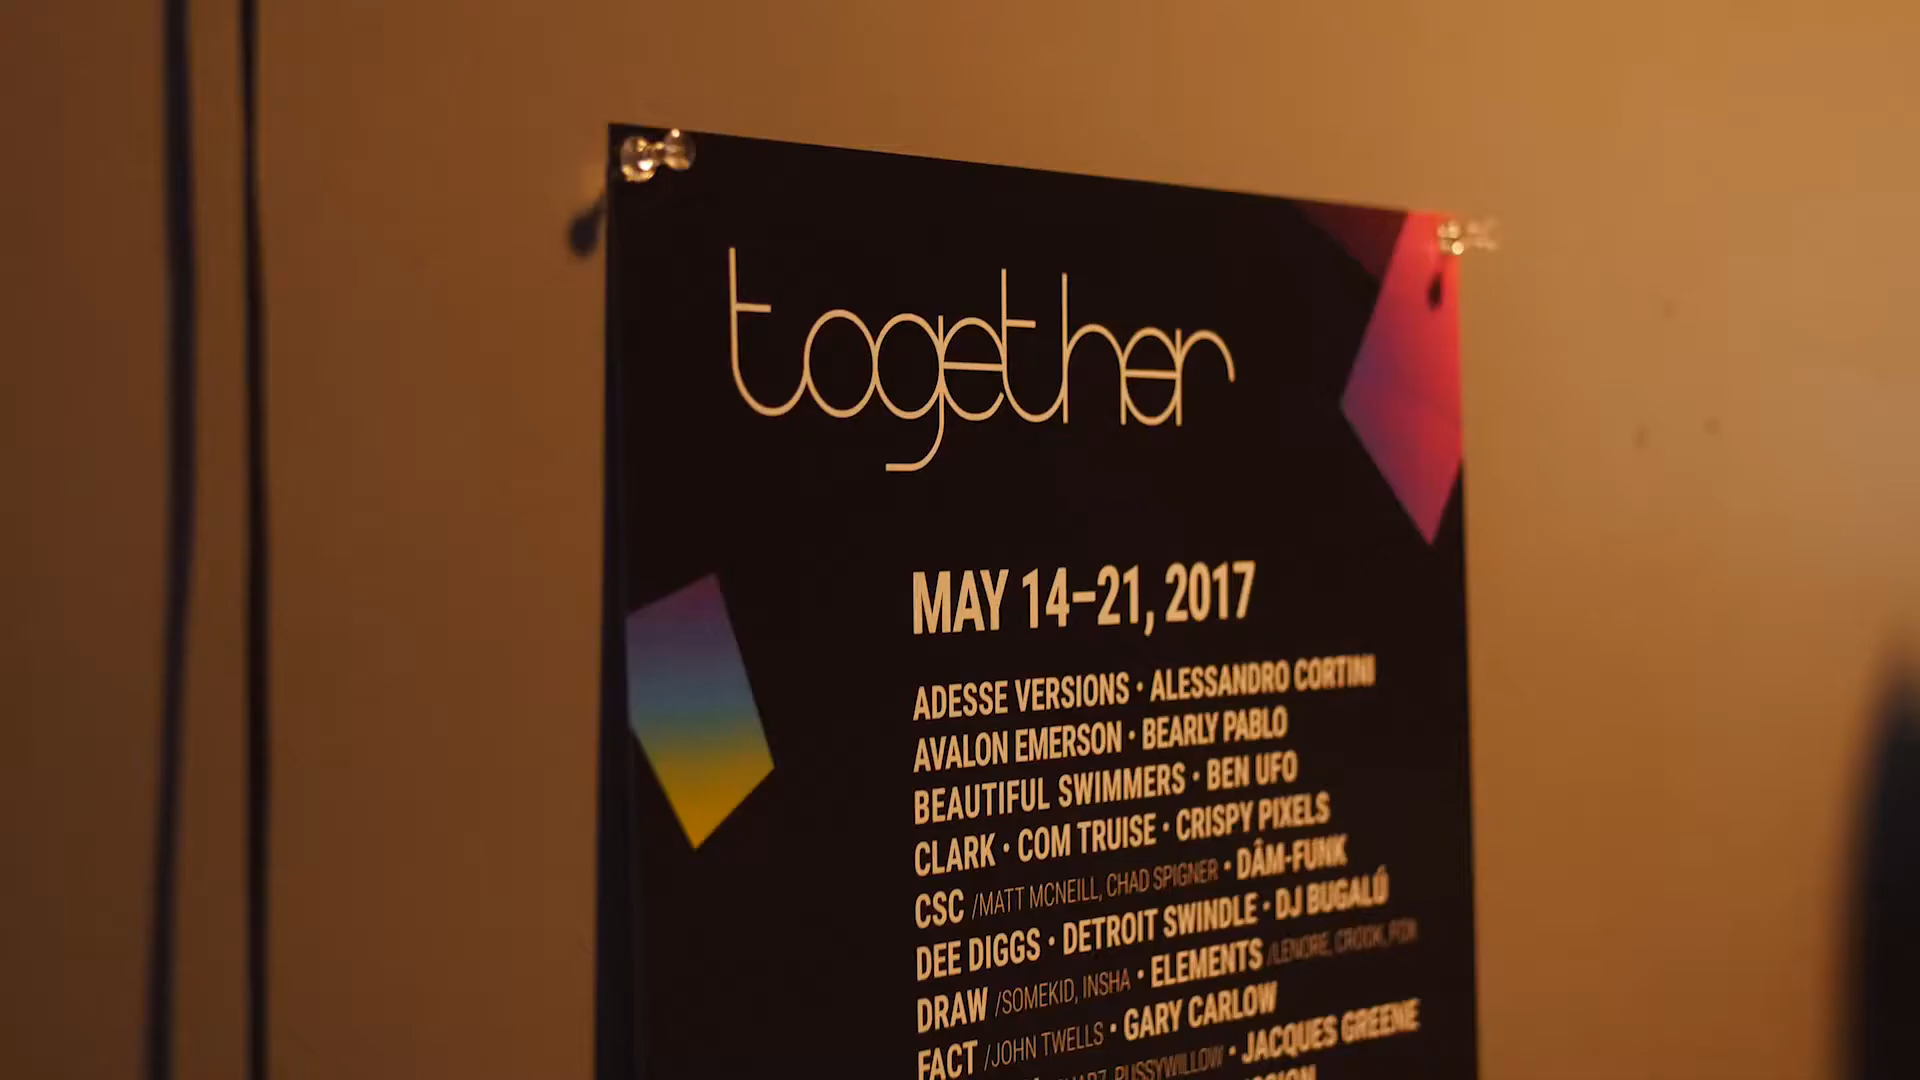 together
MAY 14–21, 2017
ADESSE VERSIONS · ALESSANDRO CORTINI
AVALON EMERSON · BEARLY PABLO
BEAUTIFUL SWIMMERS · BEN UFO
CLARK · COM TRUISE · CRISPY PIXELS
CSC /MATT MCNEILL, CHAD SPIGNER · DÂM-FUNK
DEE DIGGS · DETROIT SWINDLE · DJ BUGALÚ
DRAW /SOMEKID, INSHA · ELEMENTS /LENORE, CROOK, FOX
FACT /JOHN TWELLS · GARY CARLOW
PUSSYWILLOW · JACQUES GREENE